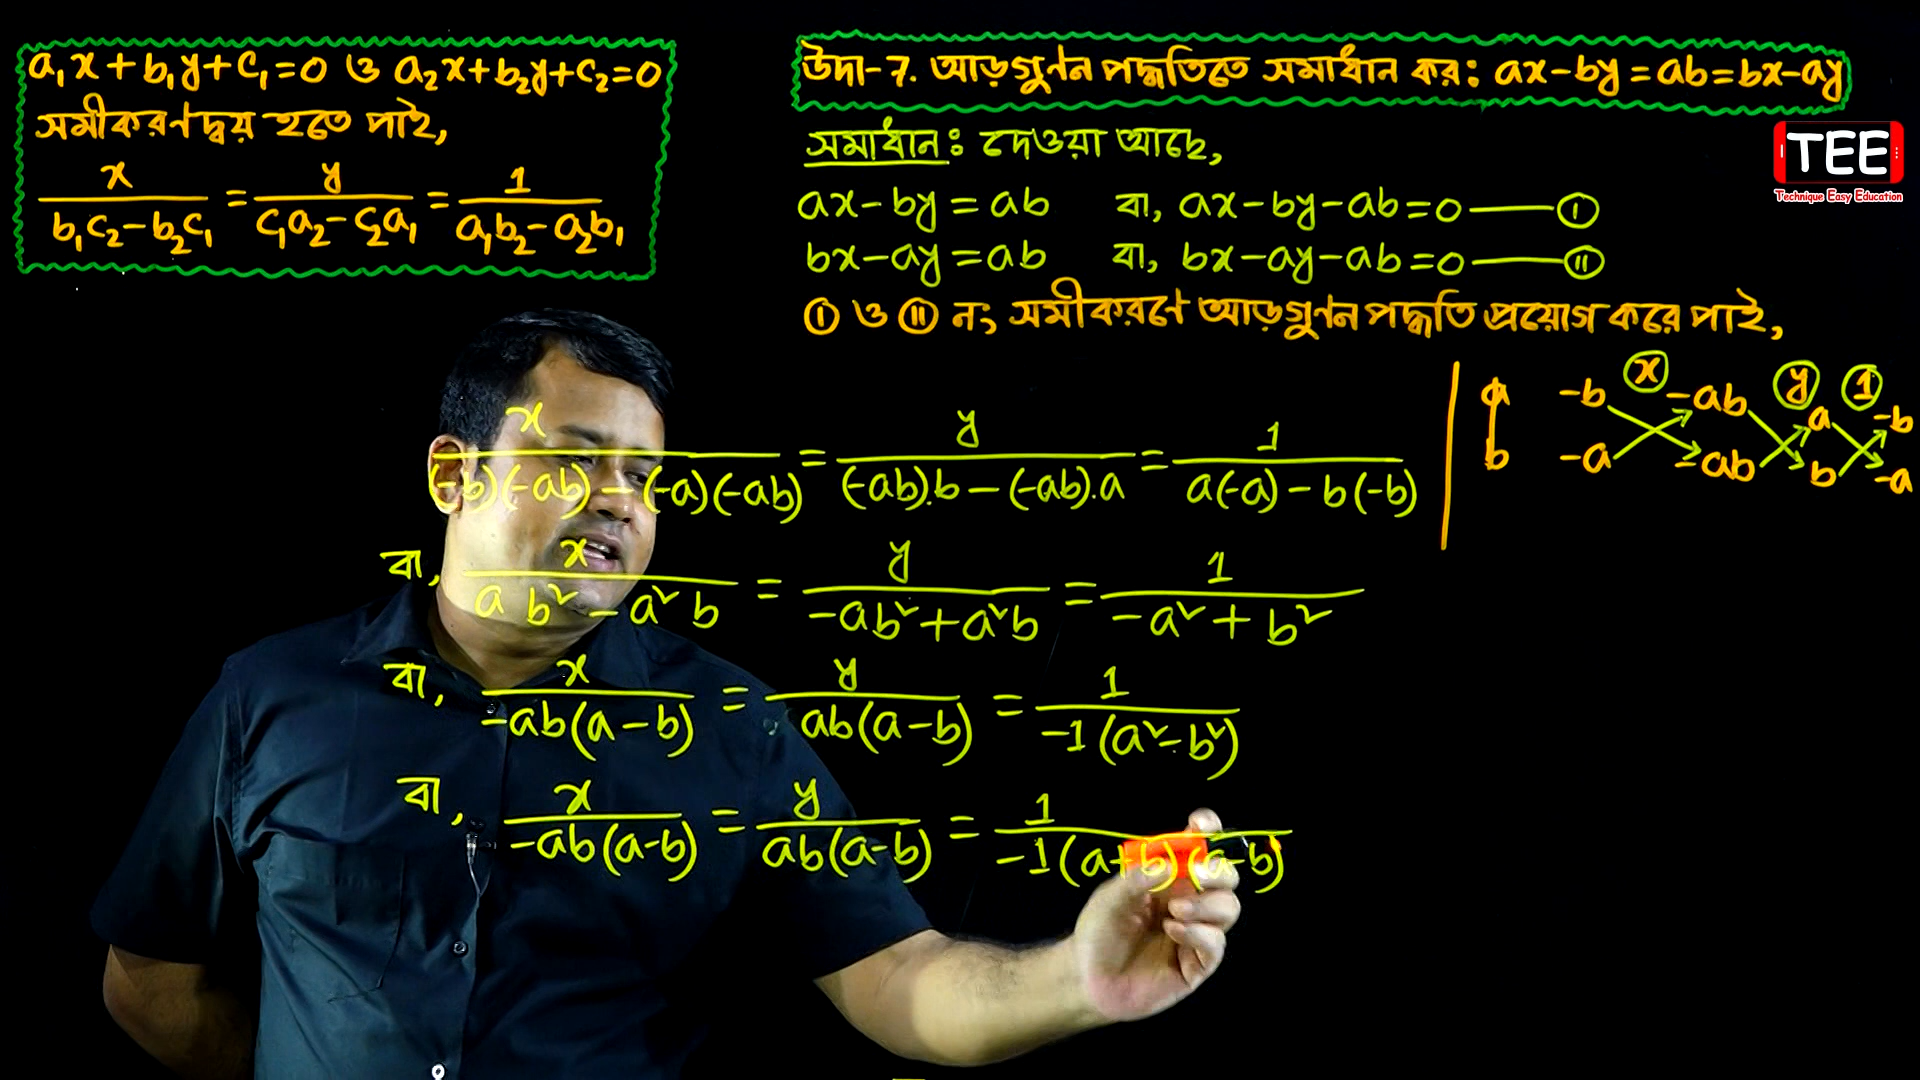 a₁x + b₁y + c₁ = 0 ও a₂x + b₂y + c₂ = 0
সমীকরণদ্বয় হতে পাই,
x/(b₁c₂ - b₂c₁) = y/(c₁a₂ - c₂a₁) = 1/(a₁b₂ - a₂b₁)
উদা-7. আড়গুণন পদ্ধতিতে সমাধান কর: ax - by = ab = bx - ay
TEE
Technique Easy Education
সমাধান: দেওয়া আছে,
ax - by = ab বা, ax - by - ab = 0 —— (i)
bx - ay = ab বা, bx - ay - ab = 0 —— (ii)
(i) ও (ii) নং সমীকরণে আড়গুণন পদ্ধতি প্রয়োগ করে পাই,
x y 1
a -b -ab a -b
b -a -ab b -a
x/((-b)(-ab) - (-a)(-ab)) = y/((-ab).b - (-ab).a) = 1/(a(-a) - b(-b))
বা, x/(ab² - a²b) = y/(-ab² + a²b) = 1/(-a² + b²)
বা, x/(-ab(a - b)) = y/(ab(a - b)) = 1/(-1(a² - b²))
বা, x/(-ab(a-b)) = y/(ab(a-b)) = 1/(-1(a+b)(a-b))